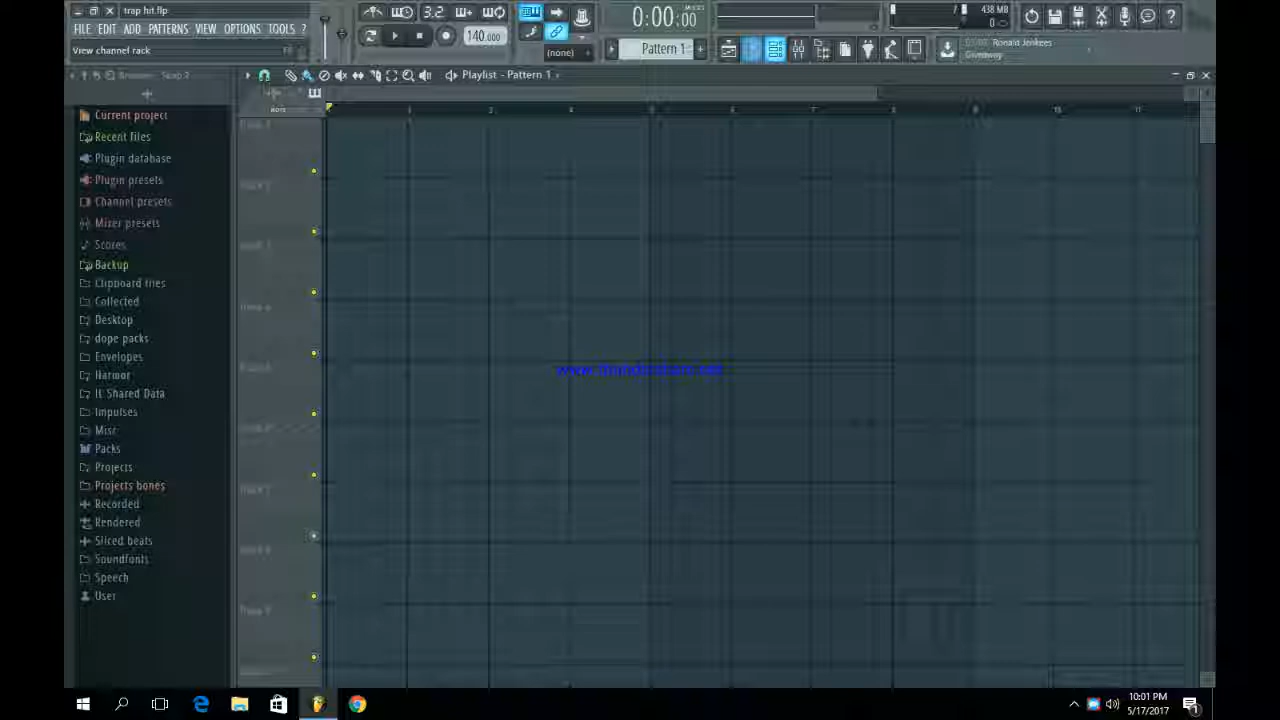 trap hit.flp
FILE EDIT ADD PATTERNS VIEW OPTIONS TOOLS ?
View channel rack
3.2
140.000
0:00:00
(none)
Pattern 1
438 MB
0
Ronald Jenkees
Giveaway
Playlist - Pattern 1
Current project
Recent files
Plugin database
Plugin presets
Channel presets
Mixer presets
Scores
Backup
Clipboard files
Collected
Desktop
dope packs
Envelopes
Harmor
IL Shared Data
Impulses
Misc
Packs
Projects
Projects bones
Recorded
Rendered
Sliced beats
Soundfonts
Speech
User
10:01 PM
5/17/2017